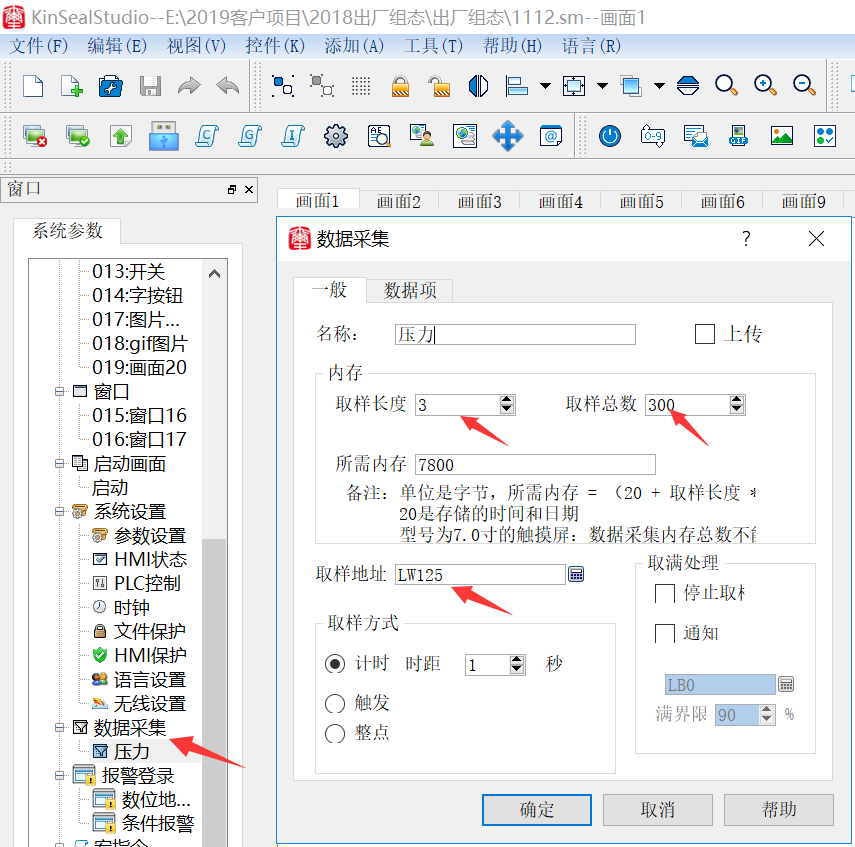 KinSealStudio--E:\2019客户项目\2018出厂组态\出厂组态\1112.sm--画面1
文件(F) 编辑(E) 视图(V) 控件(K) 添加(A) 工具(T) 帮助(H) 语言(R)
窗口
系统参数
013:开关
014:字按钮
017:图片...
018:gif图片
019:画面20
窗口
015:窗口16
016:窗口17
启动画面
启动
系统设置
参数设置
HMI状态
PLC控制
时钟
文件保护
HMI保护
语言设置
无线设置
数据采集
压力
报警登录
数位地...
条件报警
画面1 画面2 画面3 画面4 画面5 画面6 画面9
数据采集
一般 数据项
名称: 压力 上传
内存
取样长度 3 取样总数 300
所需内存 7800
备注: 单位是字节，所需内存 = （20 + 取样长度 *
20是存储的时间和日期
型号为7.0寸的触摸屏：数据采集内存总数不能
取样地址 LW125
取样方式
计时 时距 1 秒
触发
整点
取满处理
停止取样
通知
LB0
满界限 90 %
确定 取消 帮助